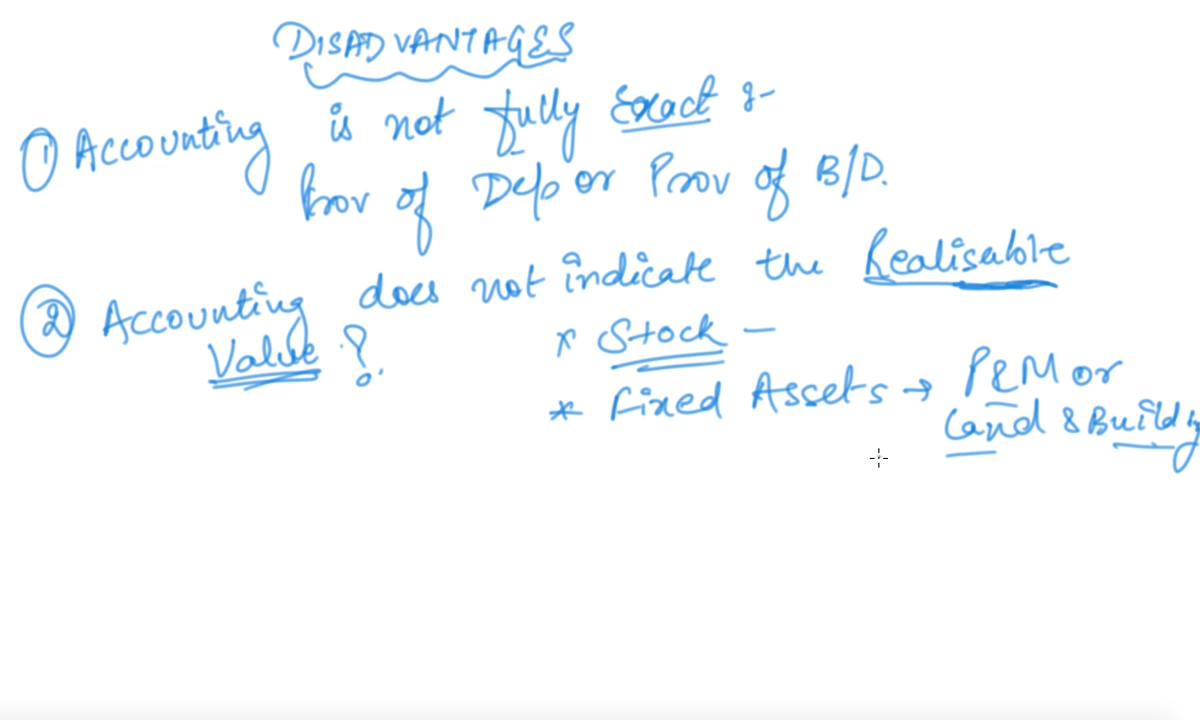 DISADVANTAGES
① Accounting is not fully Exact :-
Prov of Dep or Prov of B/D.
② Accounting does not indicate the Realisable
Value ?.
* Stock —
* Fixed Assets → P&M or
Land & Building